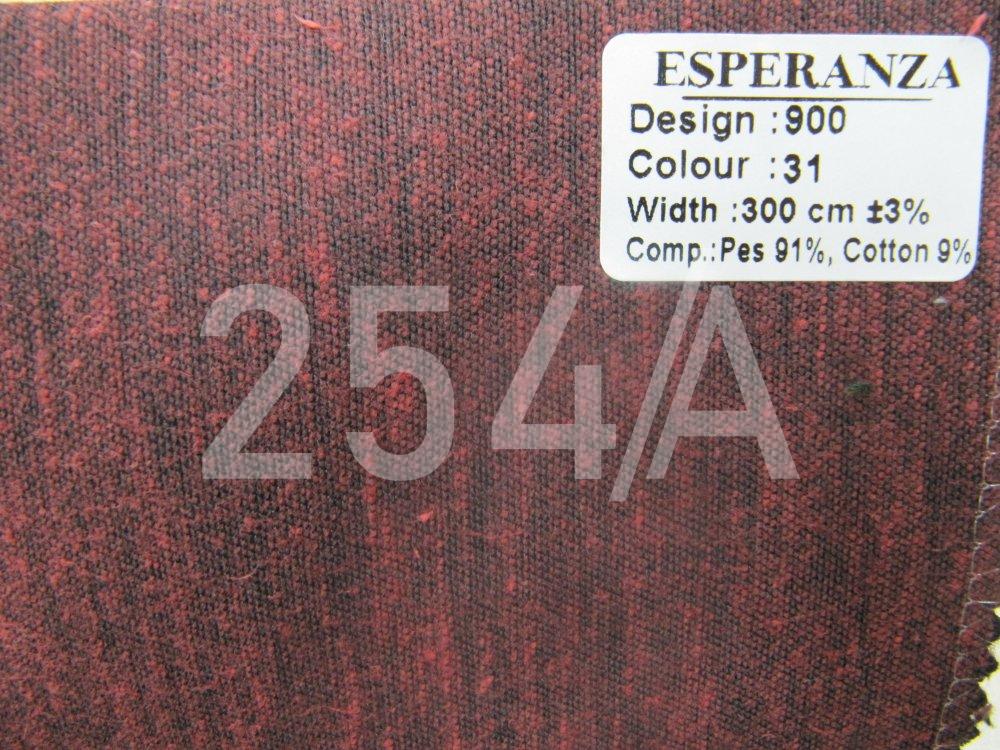 ESPERANZA
Design :900
Colour :31
Width :300 cm ±3%
Comp.:Pes 91%, Cotton 9%
254/A